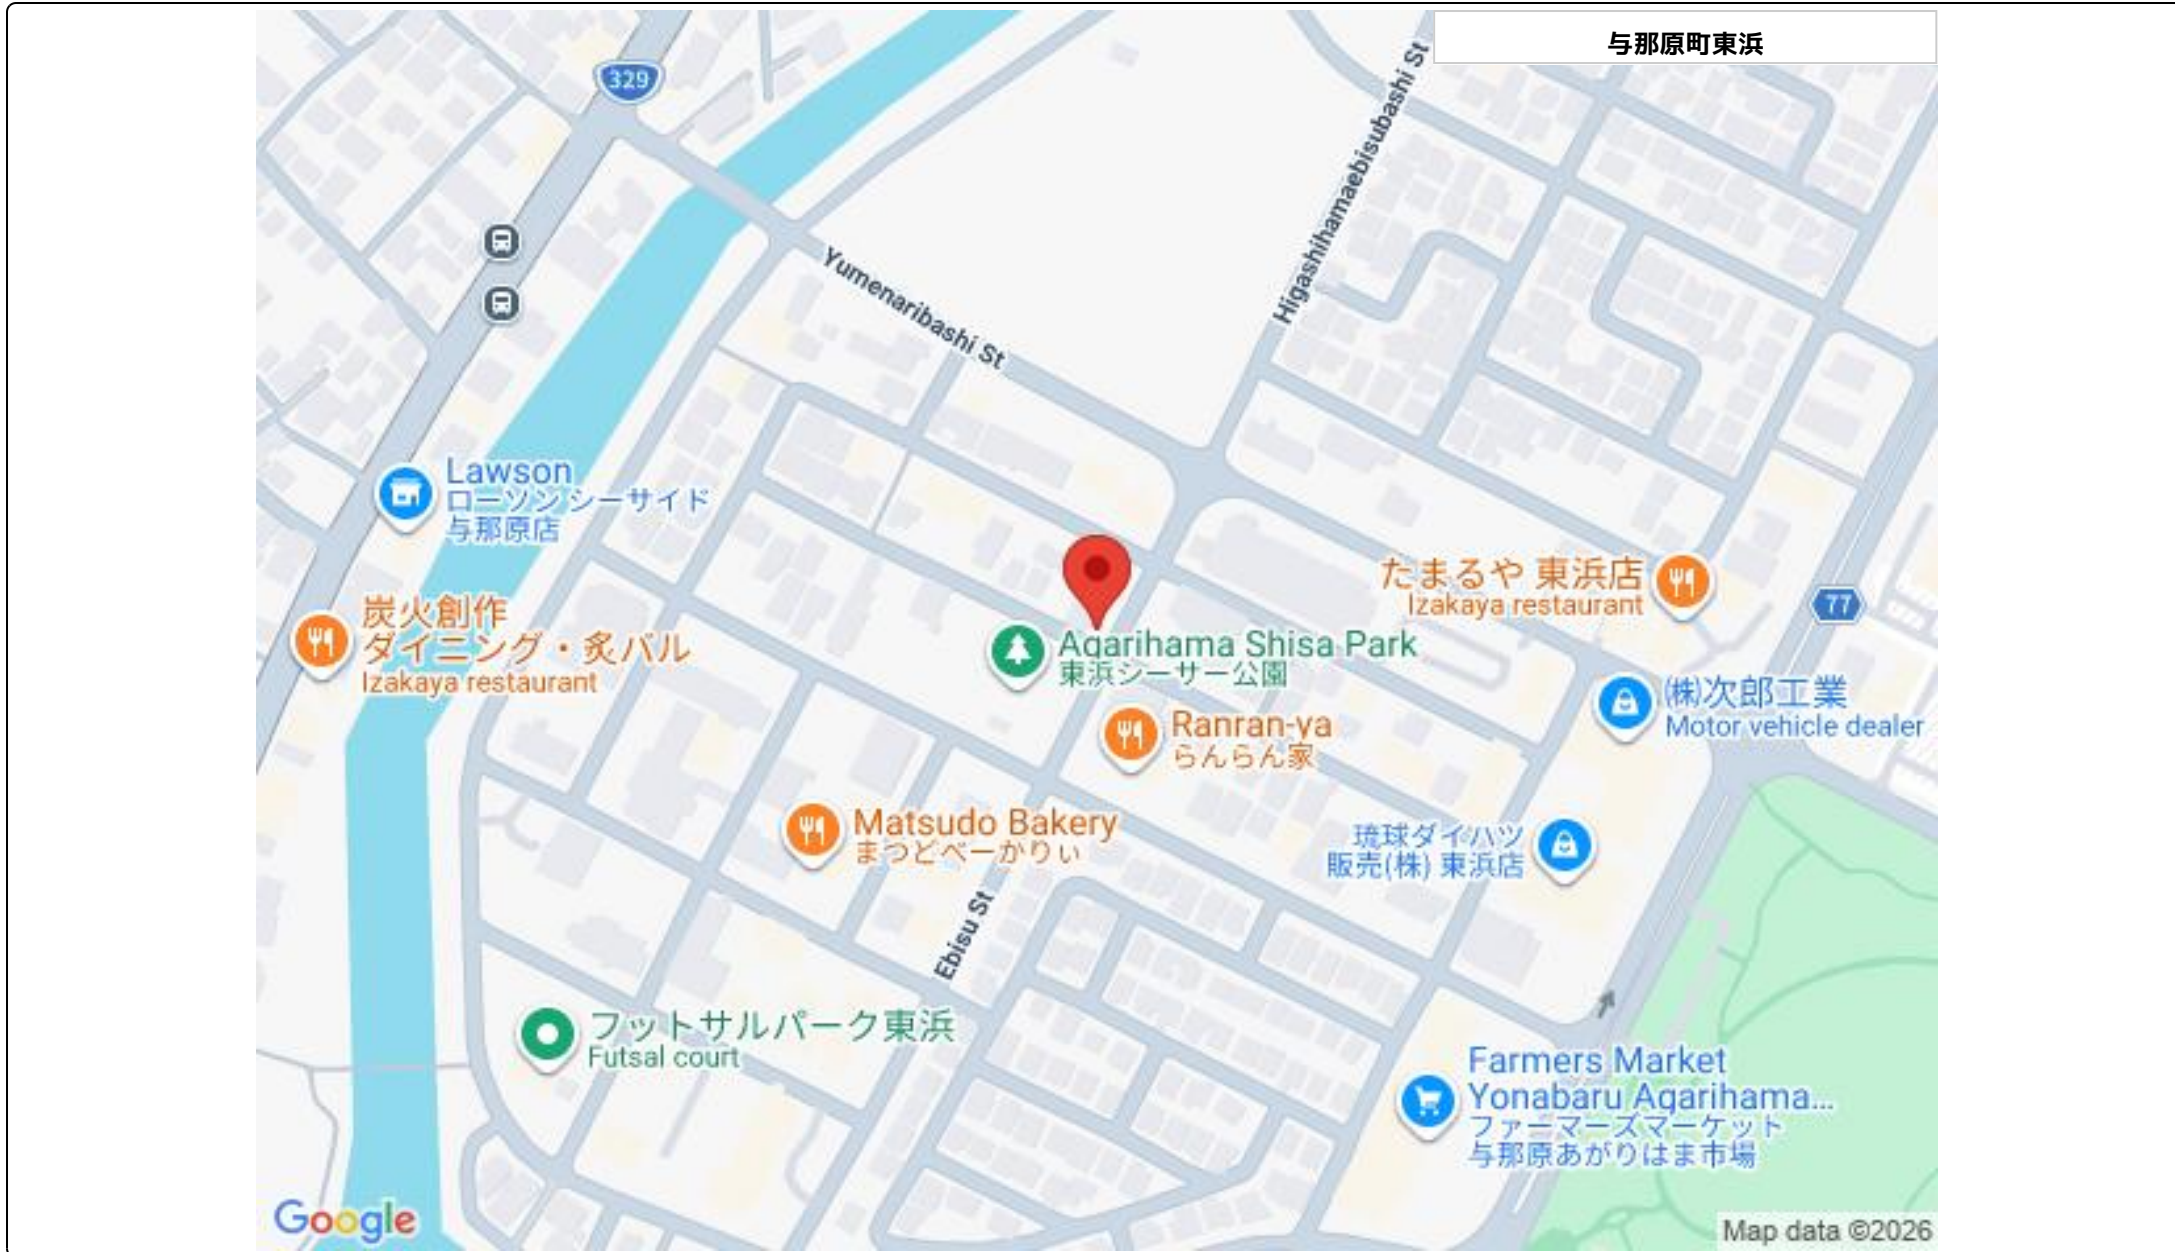 与那原町東浜
329
Higashihamaebisubashi St
Yumenaribashi St
Lawson
ローソン シーサイド
与那原店
炭火創作
ダイニング・炙バル
Izakaya restaurant
たまるや 東浜店
Izakaya restaurant
77
Agarihama Shisa Park
東浜シーサー公園
㈱次郎工業
Motor vehicle dealer
Ranran-ya
らんらん家
Matsudo Bakery
まつどべーかりぃ
琉球ダイハツ
販売(株) 東浜店
Ebisu St
フットサルパーク東浜
Futsal court
Farmers Market
Yonabaru Agarihama...
ファーマーズマーケット
与那原あがりはま市場
Google
Map data ©2026